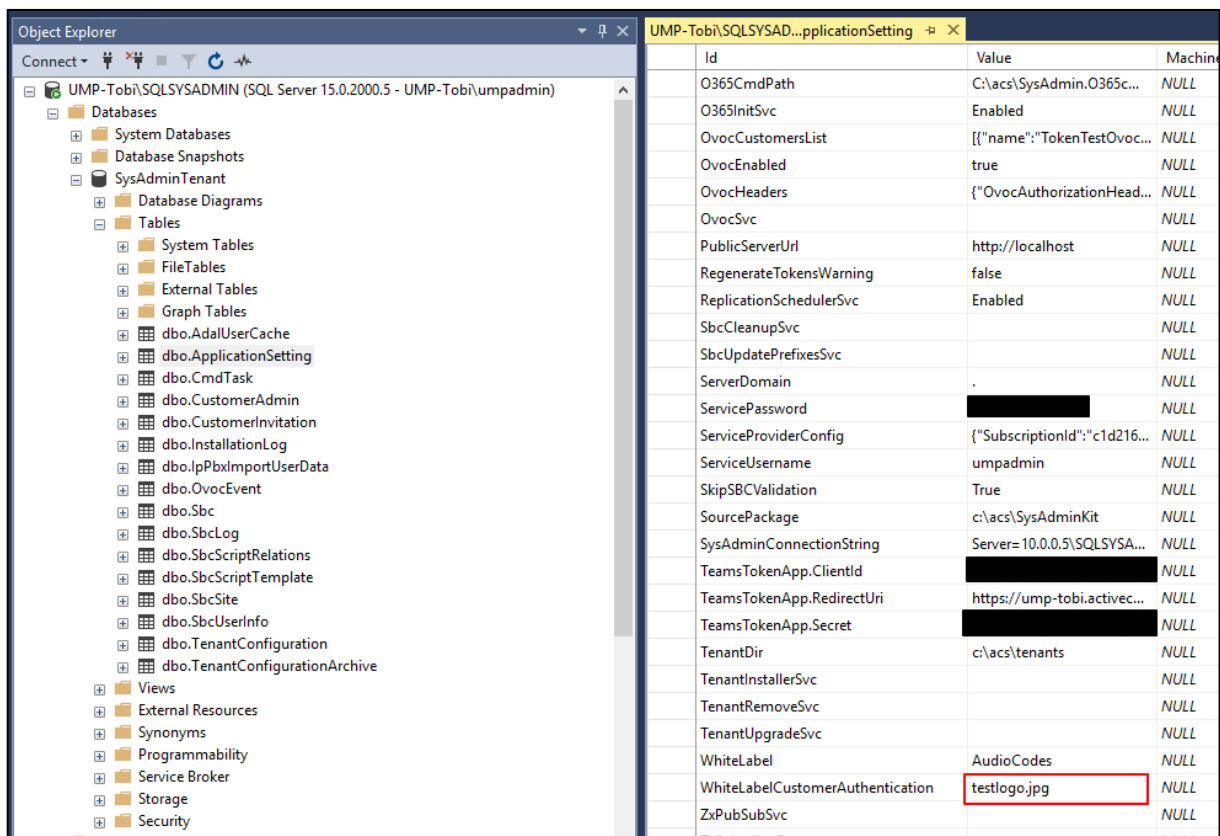 Object Explorer
Connect
UMP-Tobi\SQLSYSADMIN (SQL Server 15.0.2000.5 - UMP-Tobi\umpadmin)
Databases
System Databases
Database Snapshots
SysAdminTenant
Database Diagrams
Tables
System Tables
FileTables
External Tables
Graph Tables
dbo.AdalUserCache
dbo.ApplicationSetting
dbo.CmdTask
dbo.CustomerAdmin
dbo.CustomerInvitation
dbo.InstallationLog
dbo.IpPbxImportUserData
dbo.OvocEvent
dbo.Sbc
dbo.SbcLog
dbo.SbcScriptRelations
dbo.SbcScriptTemplate
dbo.SbcSite
dbo.SbcUserInfo
dbo.TenantConfiguration
dbo.TenantConfigurationArchive
Views
External Resources
Synonyms
Programmability
Service Broker
Storage
Security
UMP-Tobi\SQLSYSAD...pplicationSetting
Id Value Machine
O365CmdPath C:\acs\SysAdmin.O365c... NULL
O365InitSvc Enabled NULL
OvocCustomersList [{"name":"TokenTestOvoc... NULL
OvocEnabled true NULL
OvocHeaders {"OvocAuthorizationHead... NULL
OvocSvc NULL
PublicServerUrl http://localhost NULL
RegenerateTokensWarning false NULL
ReplicationSchedulerSvc Enabled NULL
SbcCleanupSvc NULL
SbcUpdatePrefixesSvc NULL
ServerDomain . NULL
ServicePassword NULL
ServiceProviderConfig {"SubscriptionId":"c1d216... NULL
ServiceUsername umpadmin NULL
SkipSBCValidation True NULL
SourcePackage c:\acs\SysAdminKit NULL
SysAdminConnectionString Server=10.0.0.5\SQLSYSA... NULL
TeamsTokenApp.ClientId NULL
TeamsTokenApp.RedirectUri https://ump-tobi.activec... NULL
TeamsTokenApp.Secret NULL
TenantDir c:\acs\tenants NULL
TenantInstallerSvc NULL
TenantRemoveSvc NULL
TenantUpgradeSvc NULL
WhiteLabel AudioCodes NULL
WhiteLabelCustomerAuthentication testlogo.jpg NULL
ZxPubSubSvc NULL